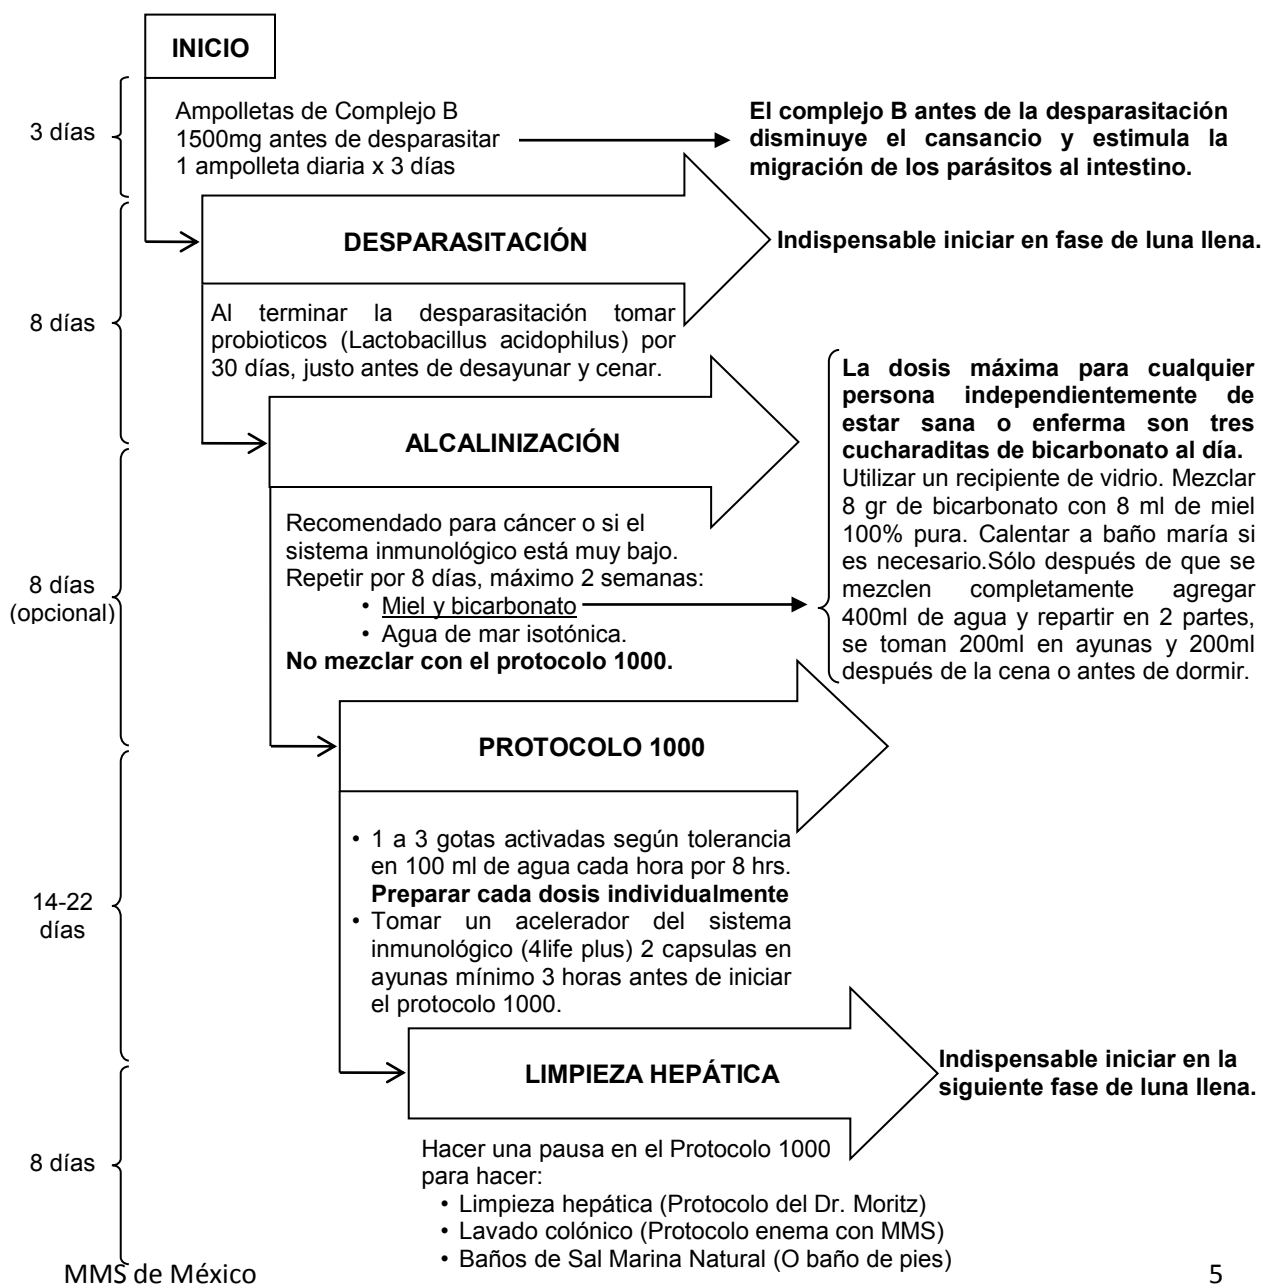 INICIO
3 días
Ampolletas de Complejo B
1500mg antes de desparasitar
1 ampolleta diaria x 3 días
El complejo B antes de la desparasitación
disminuye el cansancio y estimula la
migración de los parásitos al intestino.
DESPARASITACIÓN
Indispensable iniciar en fase de luna llena.
8 días
Al terminar la desparasitación tomar
probioticos (Lactobacillus acidophilus) por
30 días, justo antes de desayunar y cenar.
ALCALINIZACIÓN
La dosis máxima para cualquier
persona independientemente de
estar sana o enferma son tres
cucharaditas de bicarbonato al día.
Utilizar un recipiente de vidrio. Mezclar
8 gr de bicarbonato con 8 ml de miel
100% pura. Calentar a baño maría si
es necesario.Sólo después de que se
mezclen completamente agregar
400ml de agua y repartir en 2 partes,
se toman 200ml en ayunas y 200ml
después de la cena o antes de dormir.
8 días
(opcional)
Recomendado para cáncer o si el
sistema inmunológico está muy bajo.
Repetir por 8 días, máximo 2 semanas:
• Miel y bicarbonato
• Agua de mar isotónica.
No mezclar con el protocolo 1000.
PROTOCOLO 1000
14-22
días
• 1 a 3 gotas activadas según tolerancia
en 100 ml de agua cada hora por 8 hrs.
Preparar cada dosis individualmente
• Tomar un acelerador del sistema
inmunológico (4life plus) 2 capsulas en
ayunas mínimo 3 horas antes de iniciar
el protocolo 1000.
LIMPIEZA HEPÁTICA
Indispensable iniciar en la
siguiente fase de luna llena.
8 días
Hacer una pausa en el Protocolo 1000
para hacer:
• Limpieza hepática (Protocolo del Dr. Moritz)
• Lavado colónico (Protocolo enema con MMS)
• Baños de Sal Marina Natural (O baño de pies)
MMS de México
5